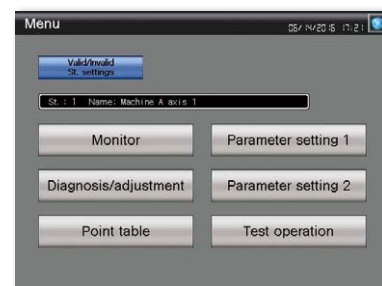 Menu
06/14/2016 17:21
Valid/Invalid
St. settings
St. : 1 Name: Machine A axis 1
Monitor
Parameter setting 1
Diagnosis/adjustment
Parameter setting 2
Point table
Test operation